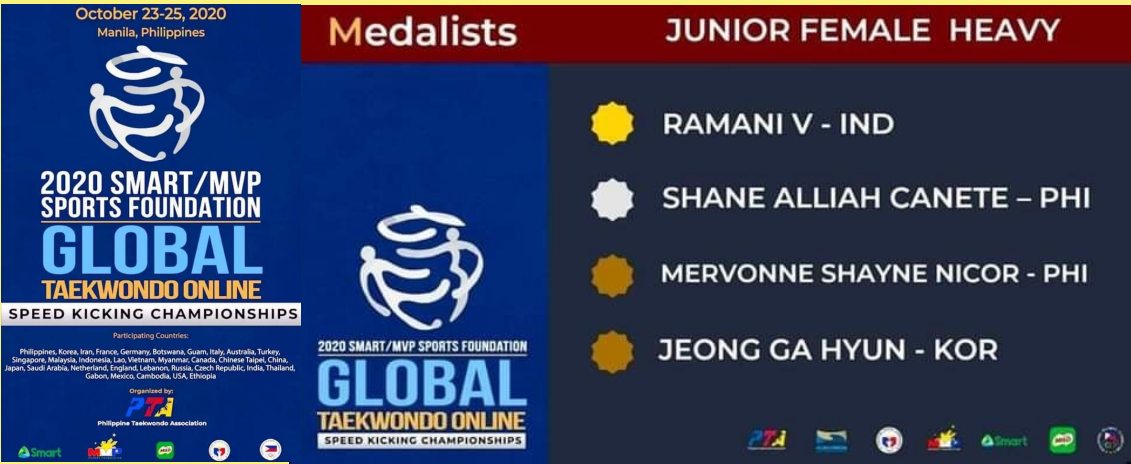 October 23-25, 2020
Manila, Philippines
2020 SMART/MVP
SPORTS FOUNDATION
GLOBAL
TAEKWONDO ONLINE
SPEED KICKING CHAMPIONSHIPS
Participating Countries:
Philippines, Korea, Iran, France, Germany, Botswana, Guam, Italy, Australia, Turkey,
Singapore, Malaysia, Indonesia, Lao, Vietnam, Myanmar, Canada, Chinese Taipei, China,
Japan, Saudi Arabia, Netherland, England, Lebanon, Russia, Czech Republic, India, Thailand,
Gabon, Mexico, Cambodia, USA, Ethiopia
Organized by:
PTA
Philippine Taekwondo Association
Smart
Medalists
2020 SMART/MVP SPORTS FOUNDATION
GLOBAL
TAEKWONDO ONLINE
SPEED KICKING CHAMPIONSHIPS
JUNIOR FEMALE HEAVY
RAMANI V - IND
SHANE ALLIAH CANETE – PHI
MERVONNE SHAYNE NICOR - PHI
JEONG GA HYUN - KOR
PTA
Smart